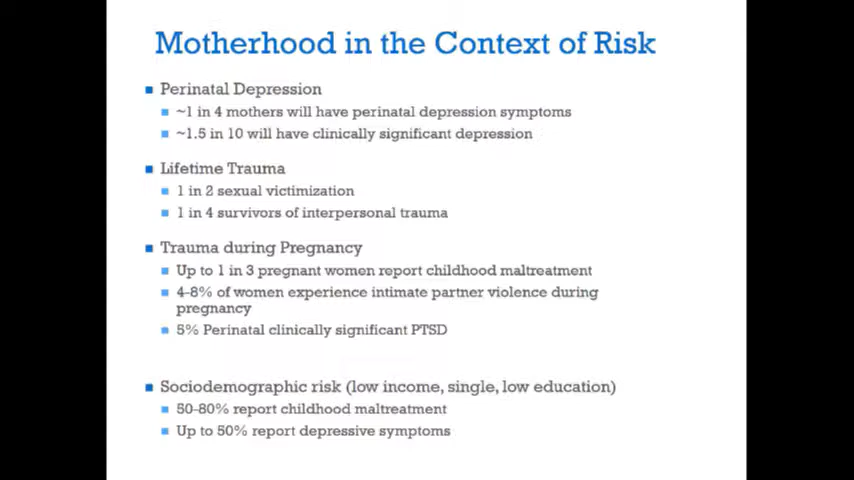 Motherhood in the Context of Risk
Perinatal Depression
~1 in 4 mothers will have perinatal depression symptoms
~1.5 in 10 will have clinically significant depression
Lifetime Trauma
1 in 2 sexual victimization
1 in 4 survivors of interpersonal trauma
Trauma during Pregnancy
Up to 1 in 3 pregnant women report childhood maltreatment
4-8% of women experience intimate partner violence during
pregnancy
5% Perinatal clinically significant PTSD
Sociodemographic risk (low income, single, low education)
50-80% report childhood maltreatment
Up to 50% report depressive symptoms